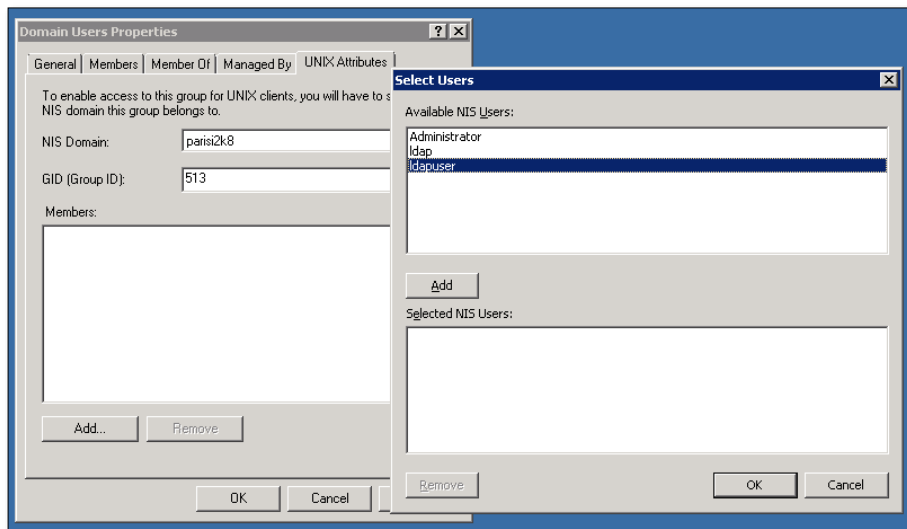 Domain Users Properties
General Members Member Of Managed By UNIX Attributes
To enable access to this group for UNIX clients, you will have to s
NIS domain this group belongs to.
NIS Domain: parisi2k8
GID (Group ID): 513
Members:
Add... Remove
OK Cancel
Select Users
Available NIS Users:
Administrator
ldap
ldapuser
Add
Selected NIS Users:
Remove OK Cancel